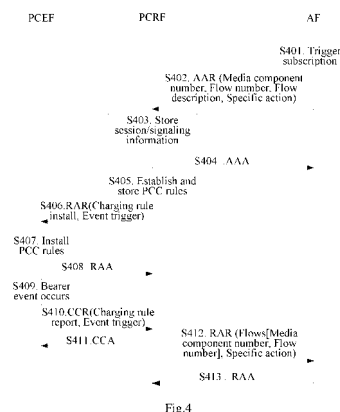 PCEF PCRF AF
S401. Trigger
subscription
S402. AAR (Media component
number, Flow number, Flow
description, Specific action)
S403. Store
session/signaling
information
S404 .AAA
S405. Establish and
store PCC rules
S406.RAR(Charging rule
install, Event trigger)
S407. Install
PCC rules
S408. RAA
S409. Bearer
event occurs
S410.CCR(Charging rule
report, Event trigger)
S411.CCA
S412. RAR (Flows[Media
component number, Flow
number], Specific action)
S413 . RAA
Fig.4